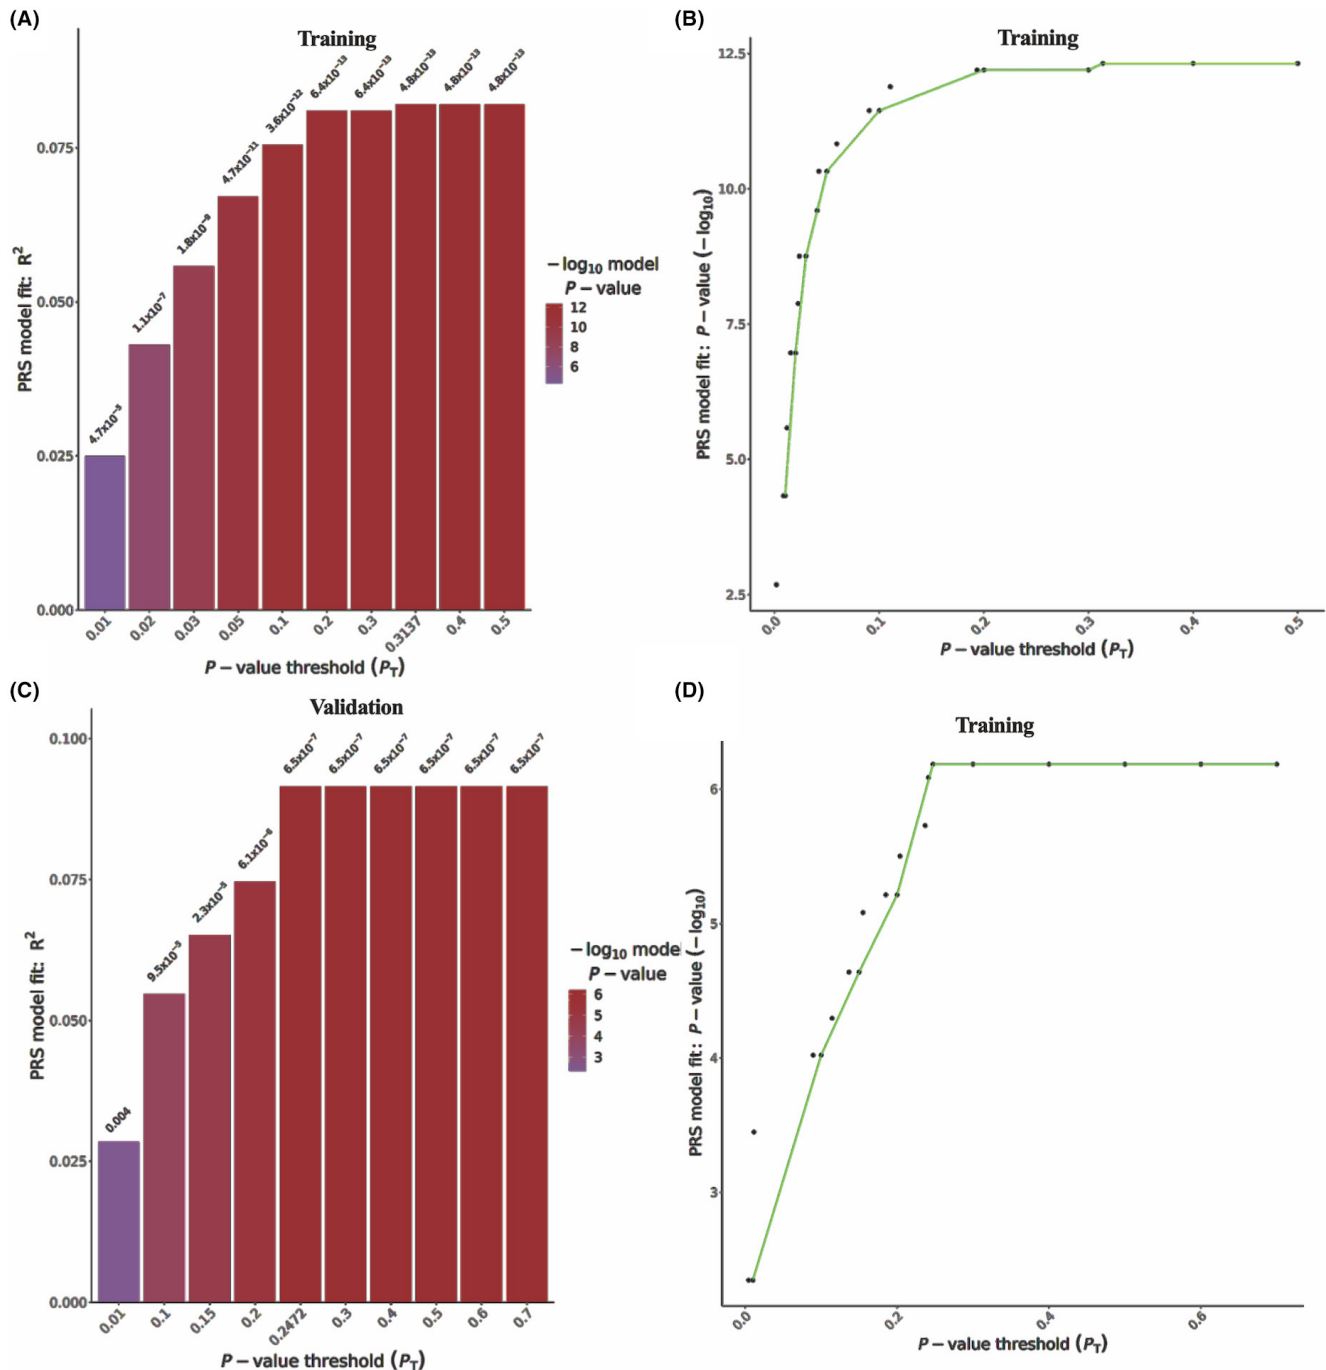 (A)
Training
4.7x10⁻⁵
1.1x10⁻⁷
1.8x10⁻⁹
4.7x10⁻¹¹
3.6x10⁻¹²
6.4x10⁻¹³
6.4x10⁻¹³
4.8x10⁻¹³
4.8x10⁻¹³
4.8x10⁻¹³
PRS model fit: R²
0.075
0.050
0.025
0.000
0.01 0.02 0.03 0.05 0.1 0.2 0.3 0.3137 0.4 0.5
P – value threshold (P_T)
– log₁₀ model
P – value
12
10
8
6
(B)
Training
PRS model fit: P – value (– log₁₀)
12.5
10.0
7.5
5.0
2.5
0.0 0.1 0.2 0.3 0.4 0.5
P – value threshold (P_T)
(C)
Validation
0.004
9.5x10⁻⁵
2.3x10⁻⁵
6.1x10⁻⁶
6.5x10⁻⁷
6.5x10⁻⁷
6.5x10⁻⁷
6.5x10⁻⁷
6.5x10⁻⁷
6.5x10⁻⁷
PRS model fit: R²
0.100
0.075
0.050
0.025
0.000
0.01 0.1 0.15 0.2 0.2472 0.3 0.4 0.5 0.6 0.7
P – value threshold (P_T)
– log₁₀ model
P – value
6
5
4
3
(D)
Training
PRS model fit: P – value (– log₁₀)
6
5
4
3
0.0 0.2 0.4 0.6
P – value threshold (P_T)